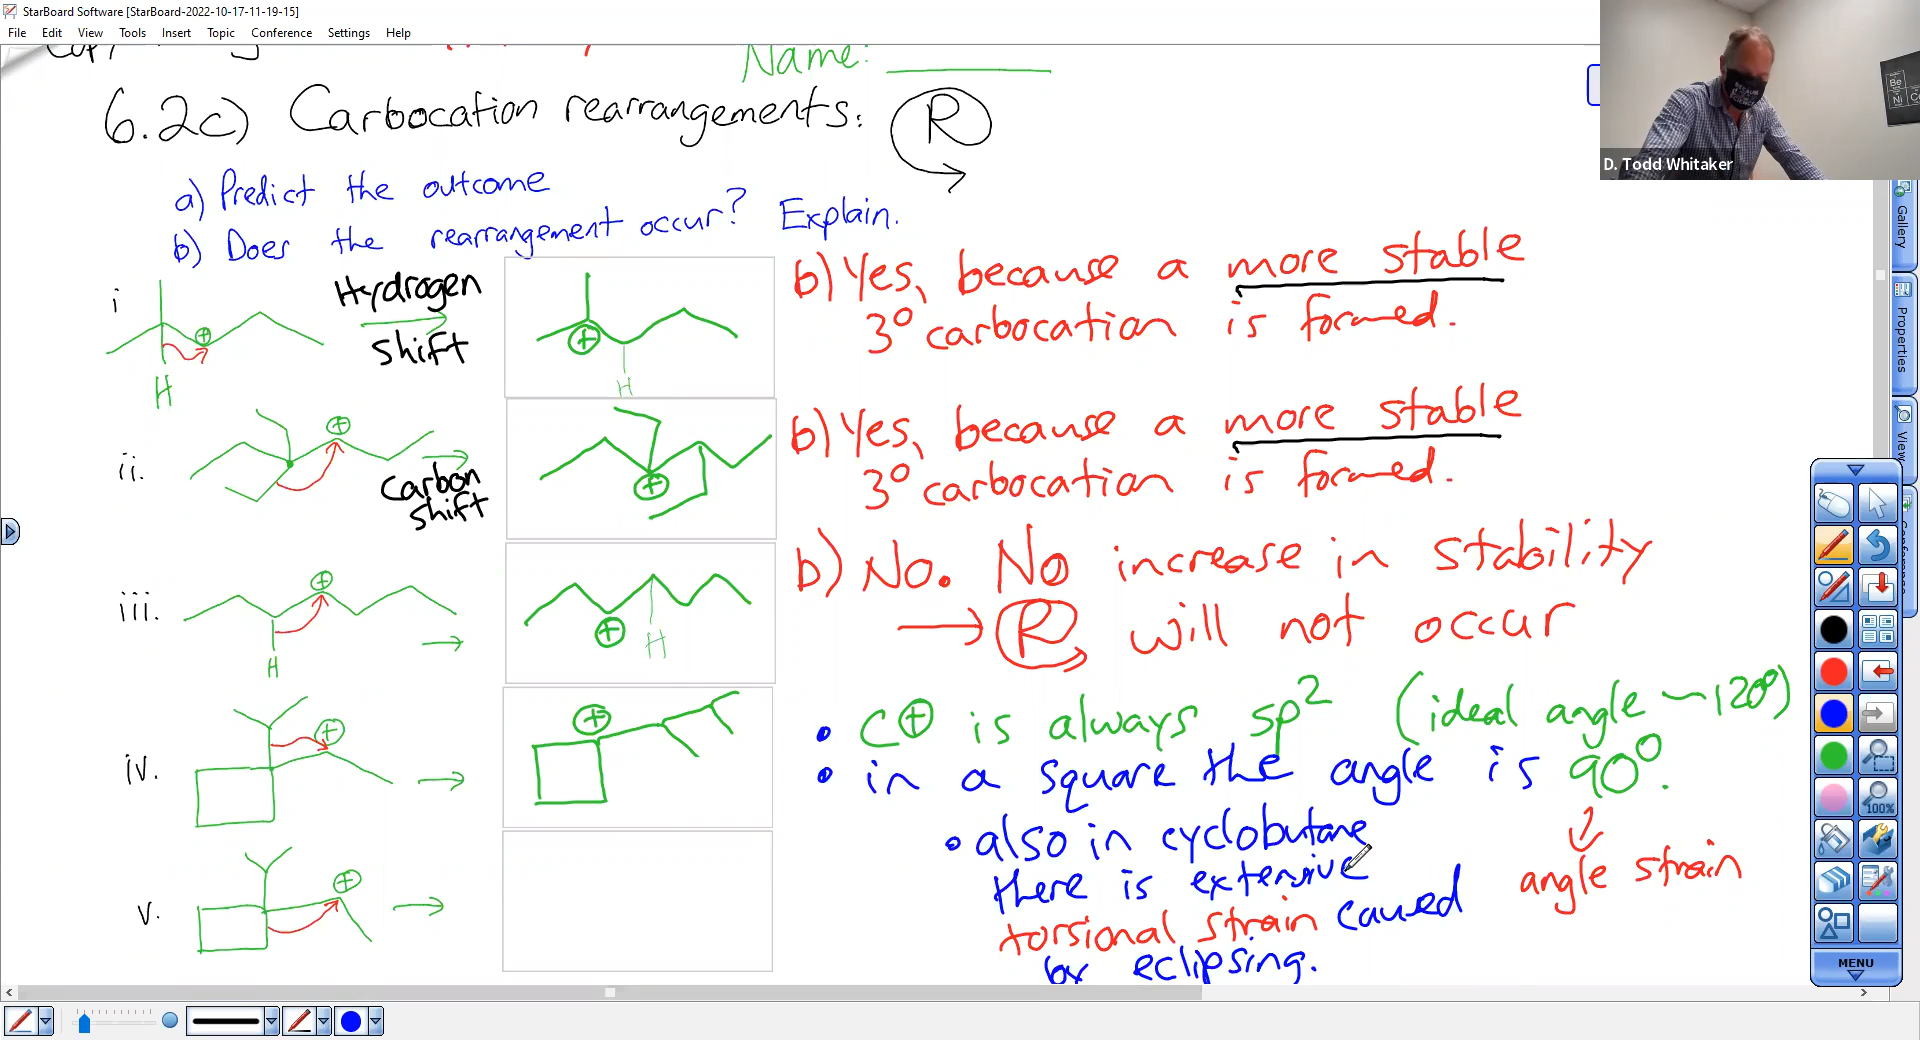 StarBoard Software [StarBoard-2022-10-17-11-19-15]
File Edit View Tools Insert Topic Conference Settings Help
Name:
6.2c) Carbocation rearrangements: R
a) Predict the outcome
b) Does the rearrangement occur? Explain.
D. Todd Whitaker
Be
Ni
Gallery
Properties
View
i
H
⊕
Hydrogen
shift
⊕
H
b) Yes, because a more stable
3° carbocation is formed.
ii.
⊕
Carbon
shift
⊕
b) Yes, because a more stable
3° carbocation is formed.
iii.
⊕
H
⊕
H
b) No. No increase in stability
→ R will not occur
iv.
⊕
⊕
• C⊕ is always sp2 (ideal angle ~120°)
• in a square the angle is 90°.
angle strain
• also in cyclobutane
there is extensive
torsional strain caused
by eclipsing.
v.
⊕
100%
MENU